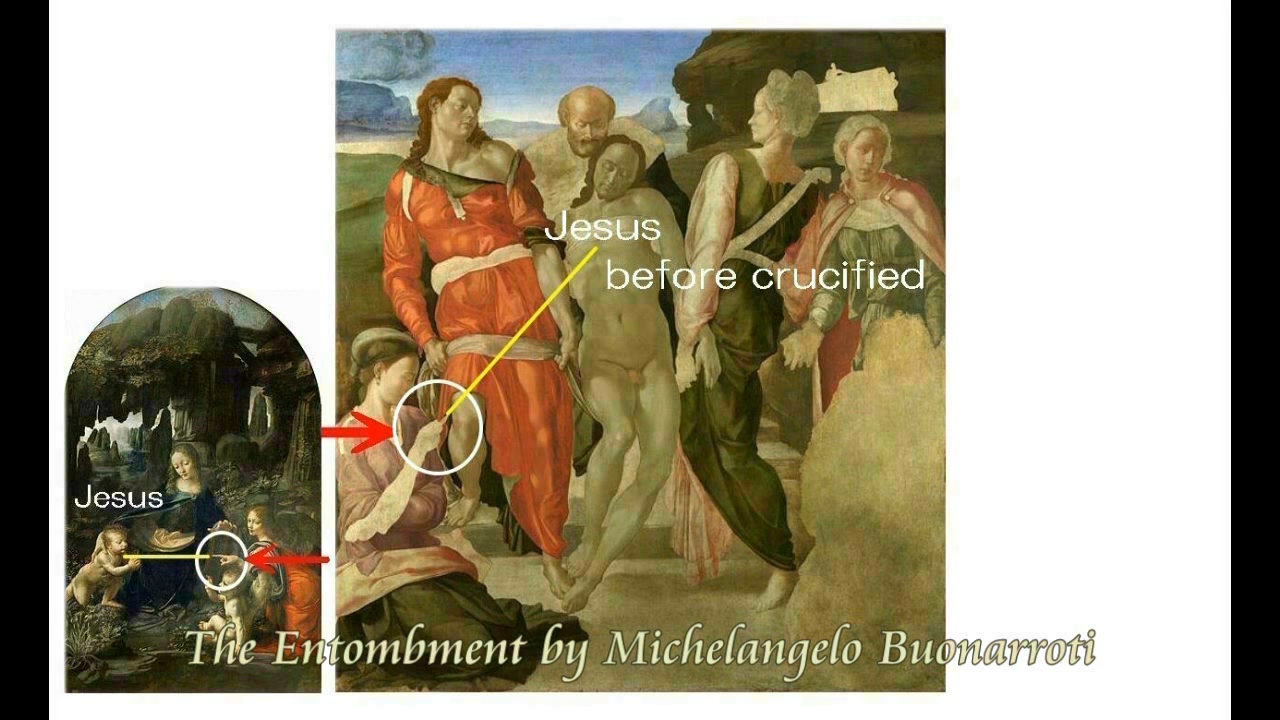 Jesus
before crucified
Jesus
The Entombment by Michelangelo Buonarroti